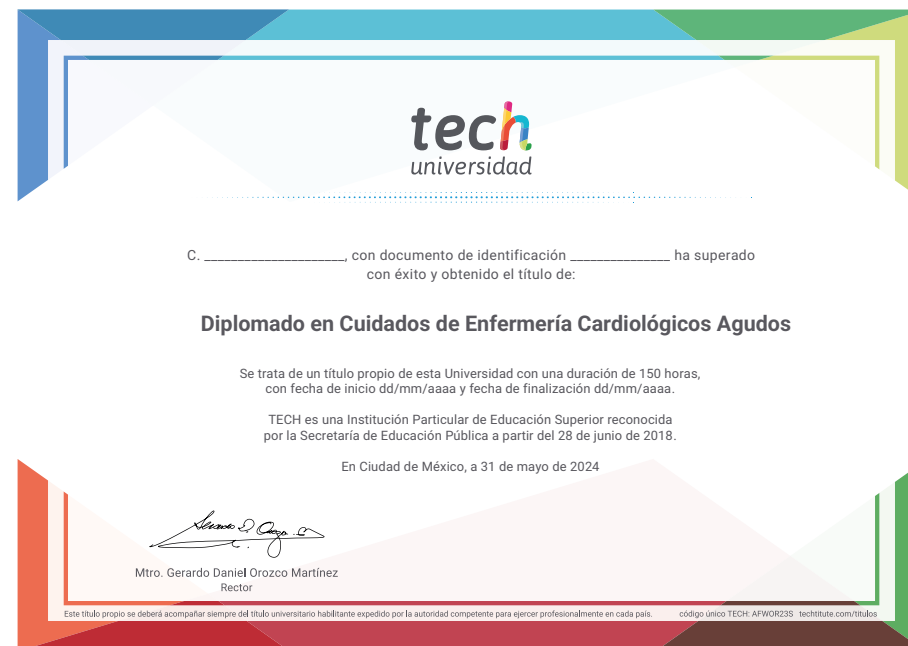 tech
universidad
C. _____________________, con documento de identificación _______________ ha superado
con éxito y obtenido el título de:
Diplomado en Cuidados de Enfermería Cardiológicos Agudos
Se trata de un título propio de esta Universidad con una duración de 150 horas,
con fecha de inicio dd/mm/aaaa y fecha de finalización dd/mm/aaaa.
TECH es una Institución Particular de Educación Superior reconocida
por la Secretaría de Educación Pública a partir del 28 de junio de 2018.
En Ciudad de México, a 31 de mayo de 2024
Mtro. Gerardo Daniel Orozco Martínez
Rector
Este título propio se deberá acompañar siempre del título universitario habilitante expedido por la autoridad competente para ejercer profesionalmente en cada país. código único TECH: AFWOR23S techtitute.com/titulos